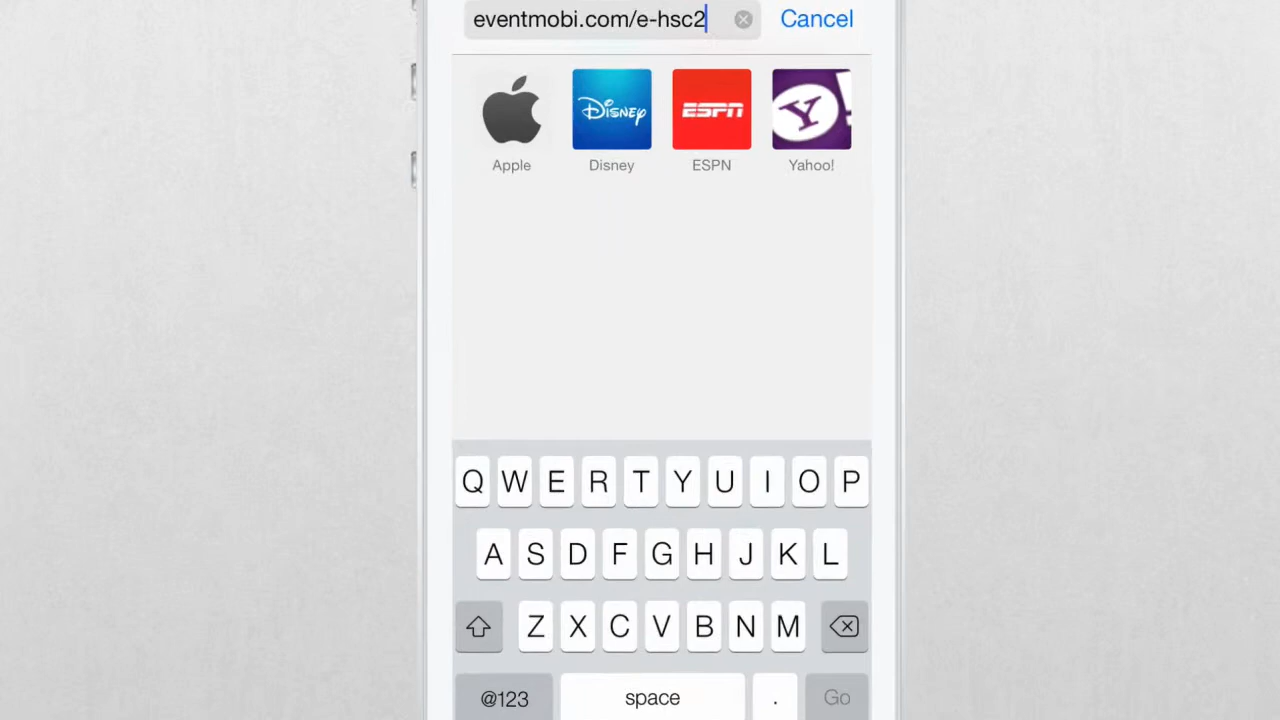 eventmobi.com/e-hsc2 Cancel
Disney ESPN Y!
Apple Disney ESPN Yahoo!
Q W E R T Y U I O P
A S D F G H J K L
Z X C V B N M
@123 space . Go